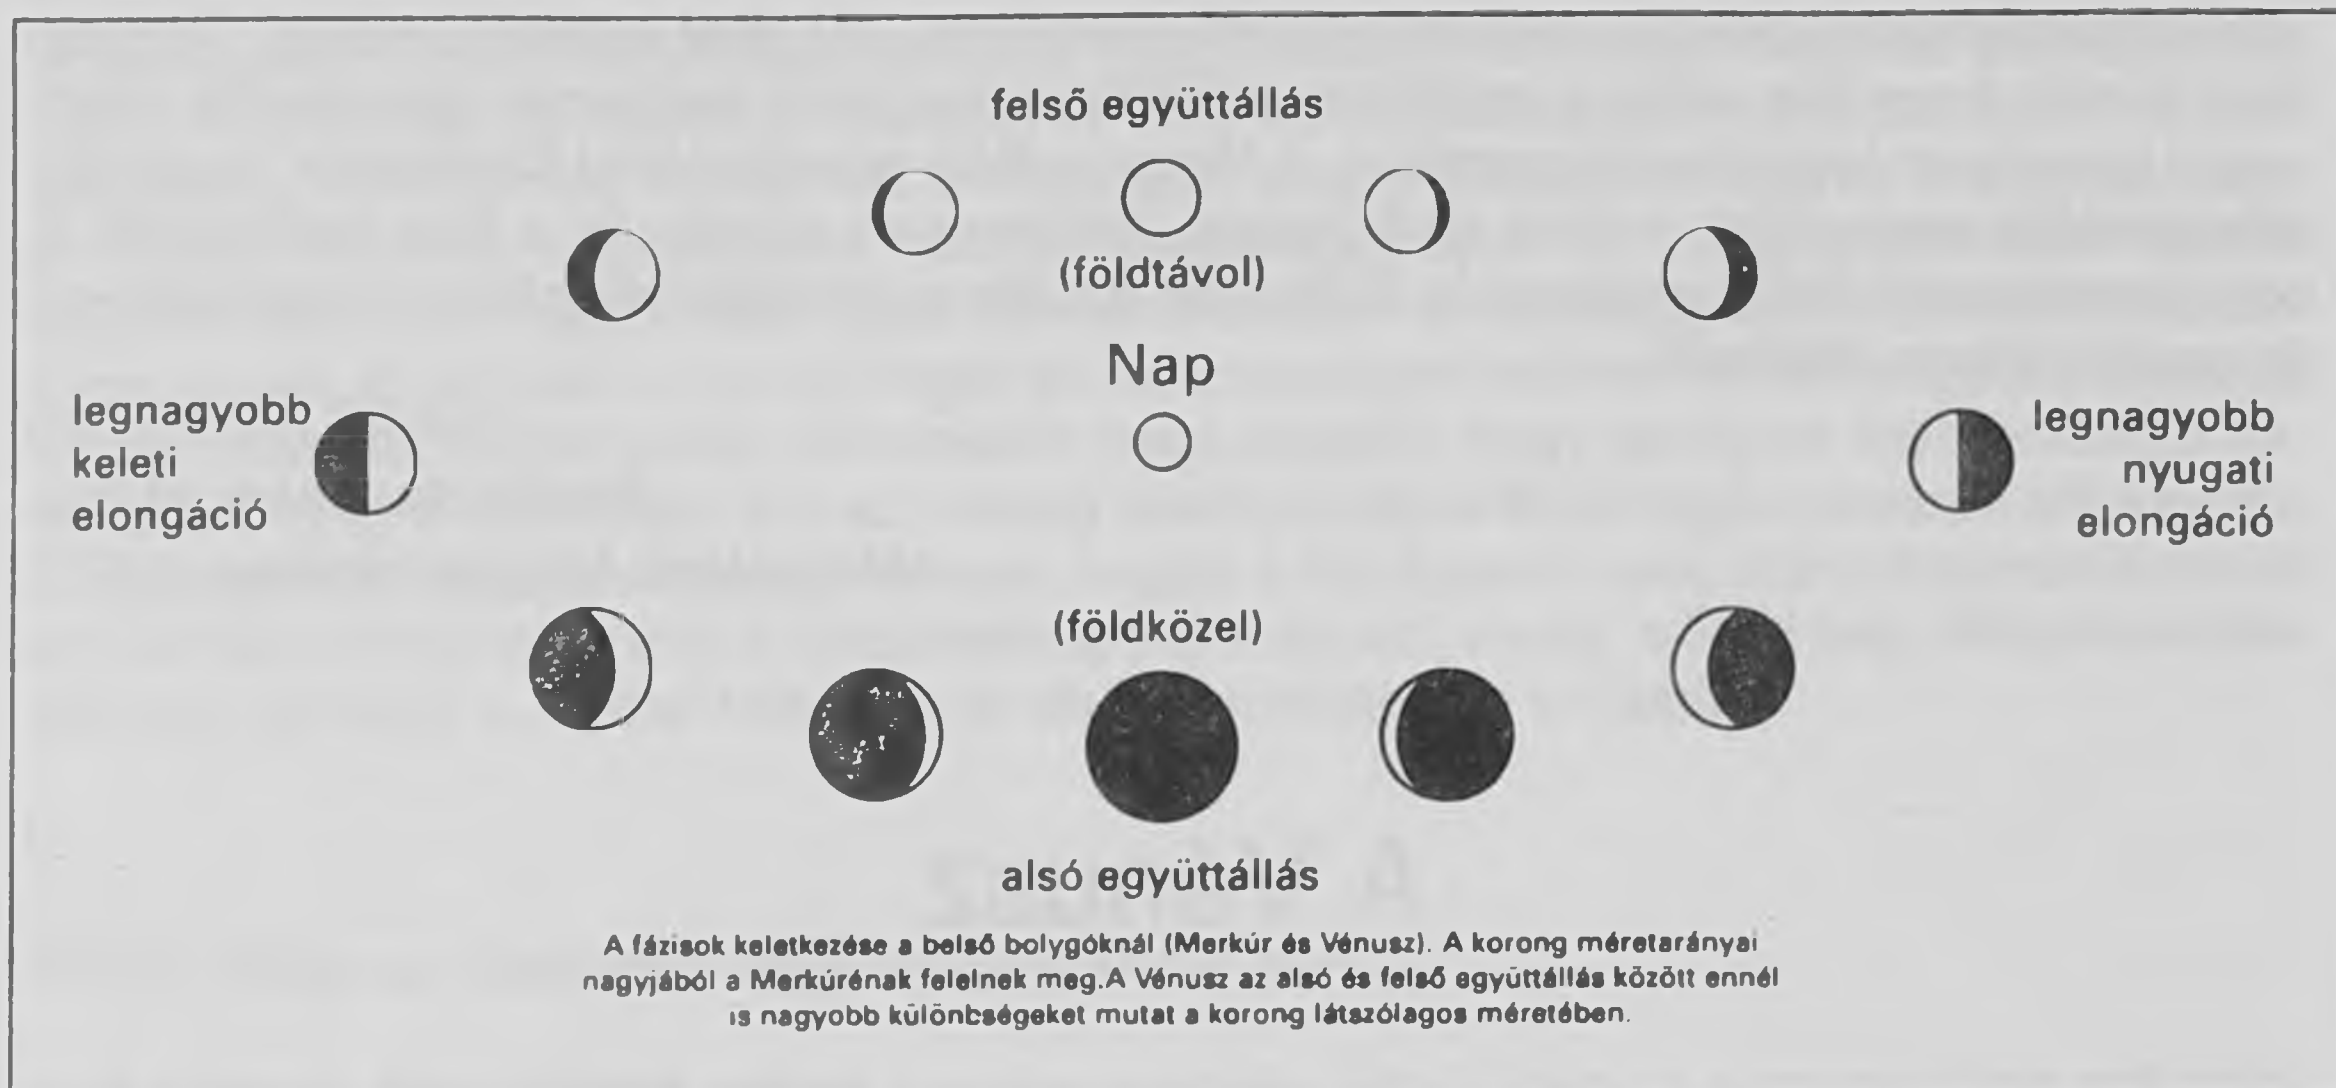 felső együttállás
(földtávol)
Nap
legnagyobb
keleti
elongáció
legnagyobb
nyugati
elongáció
(földközel)
alsó együttállás
A fázisok keletkezése a belső bolygóknál (Merkúr és Vénusz). A korong méretarányai
nagyjából a Merkúrénak felelnek meg. A Vénusz az alsó és felső együttállás között ennél
is nagyobb különbségeket mutat a korong látszólagos méretében.